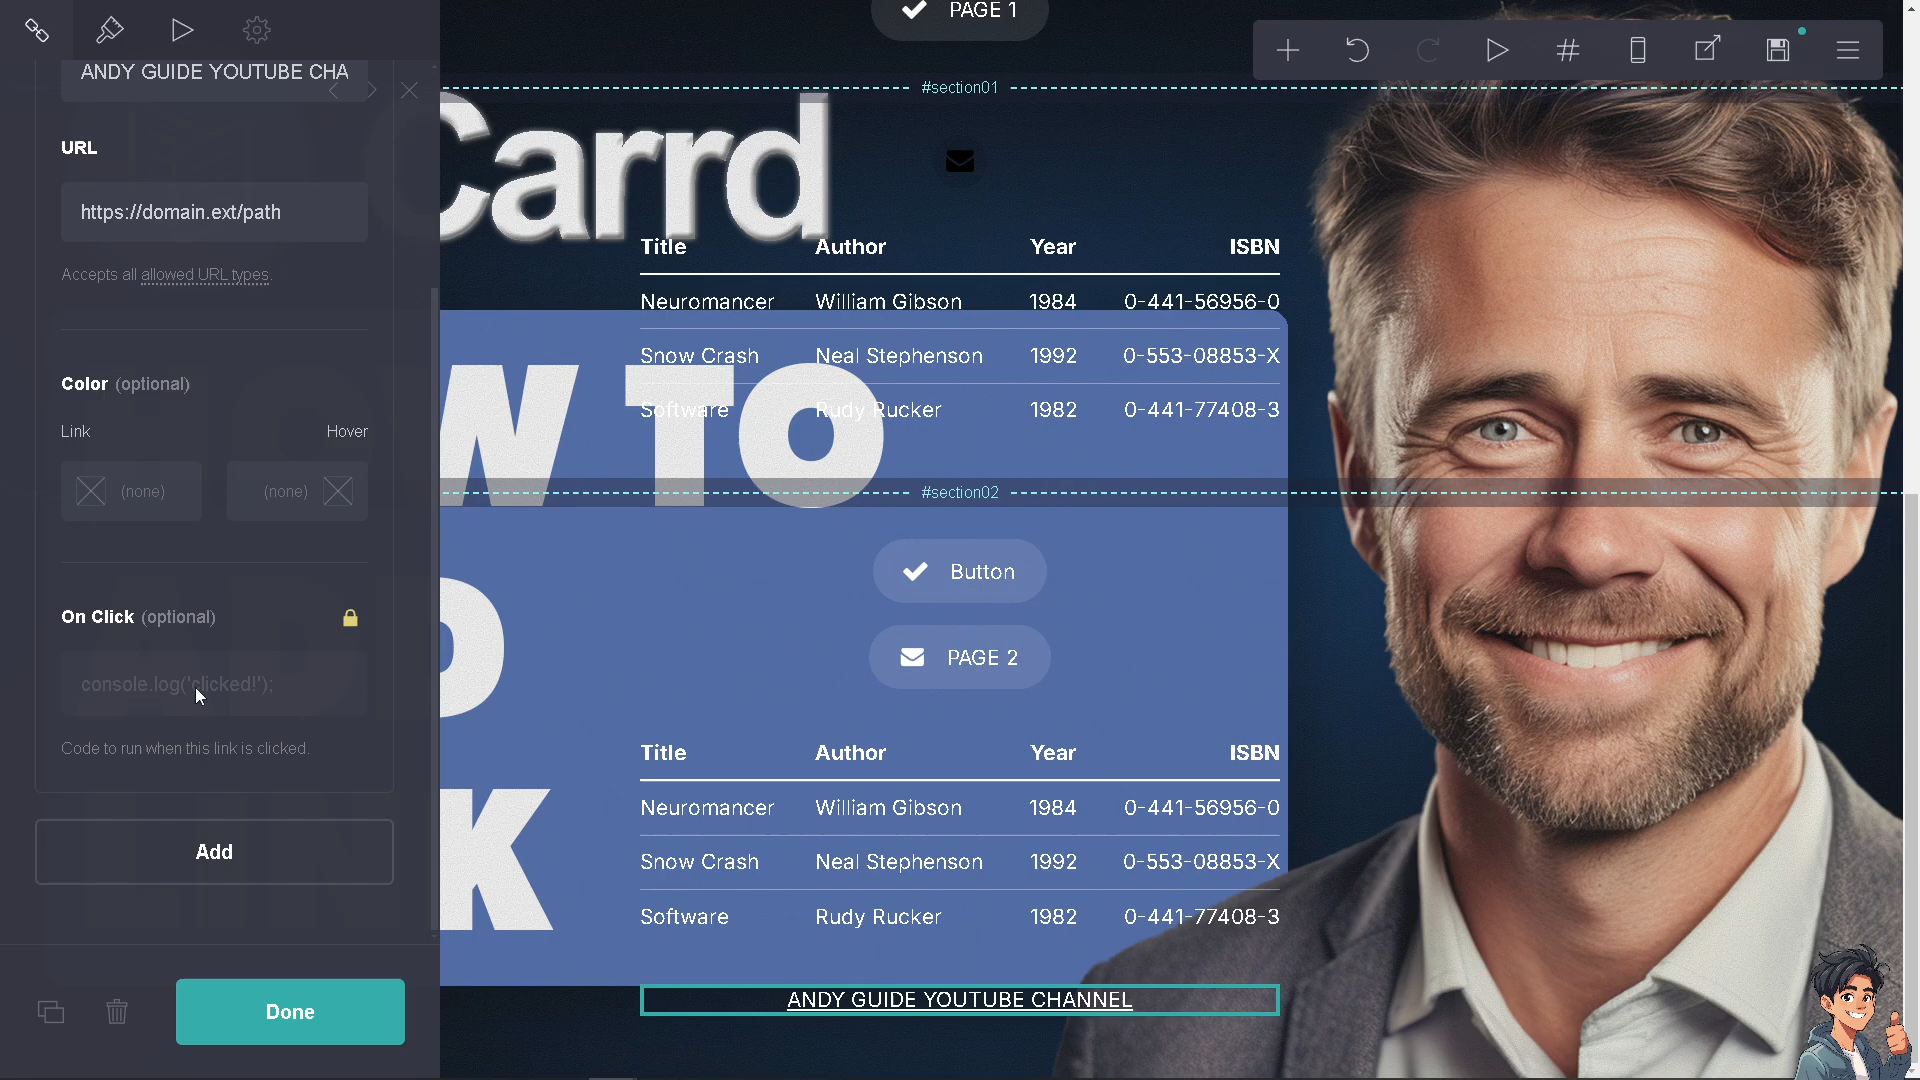 ANDY GUIDE YOUTUBE CHA
URL
https://domain.ext/path
Accepts all allowed URL types.
Color (optional)
Link
Hover
(none)
(none)
On Click (optional)
console.log('clicked!');
Code to run when this link is clicked.
Add
Done
PAGE 1
#section01
Carrd
Title Author Year ISBN
Neuromancer William Gibson 1984 0-441-56956-0
Snow Crash Neal Stephenson 1992 0-553-08853-X
Software Rudy Rucker 1982 0-441-77408-3
W TO
#section02
Button
PAGE 2
K
Title Author Year ISBN
Neuromancer William Gibson 1984 0-441-56956-0
Snow Crash Neal Stephenson 1992 0-553-08853-X
Software Rudy Rucker 1982 0-441-77408-3
ANDY GUIDE YOUTUBE CHANNEL